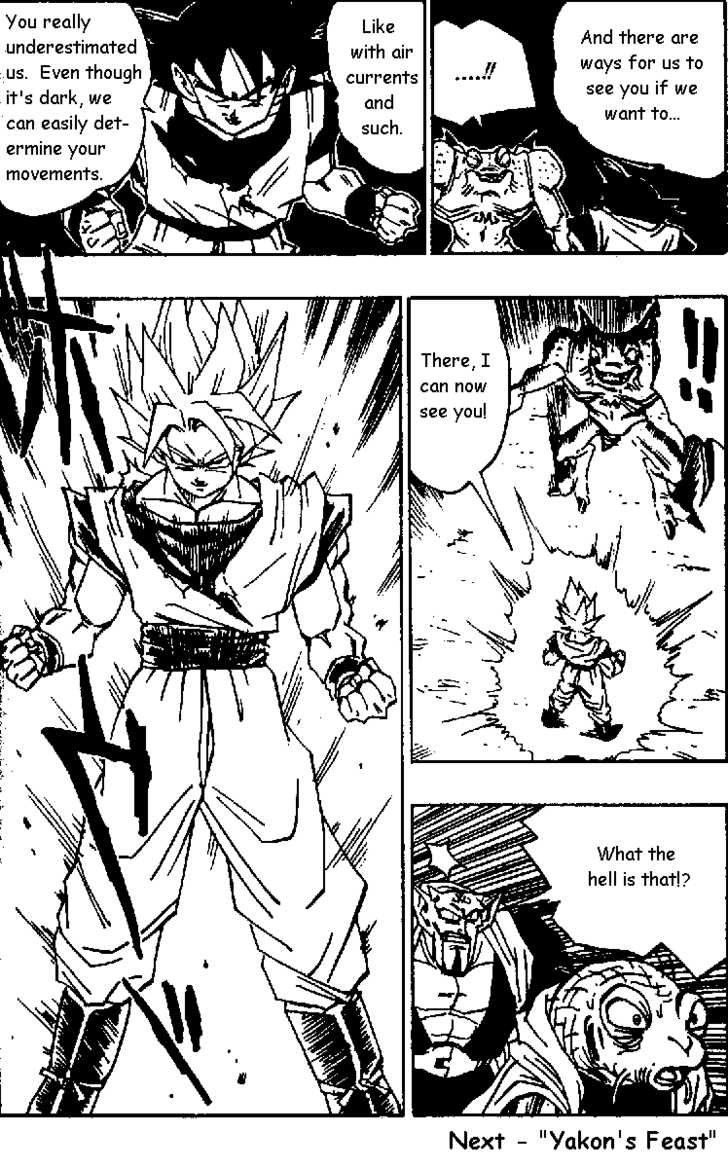 You really
underestimated
us. Even though
it's dark, we
can easily det-
ermine your
movements.
Like
with air
currents
and
such.
.....!!
And there are
ways for us to
see you if we
want to...
There, I
can now
see you!
!!
What the
hell is that!?
Next - "Yakon's Feast"